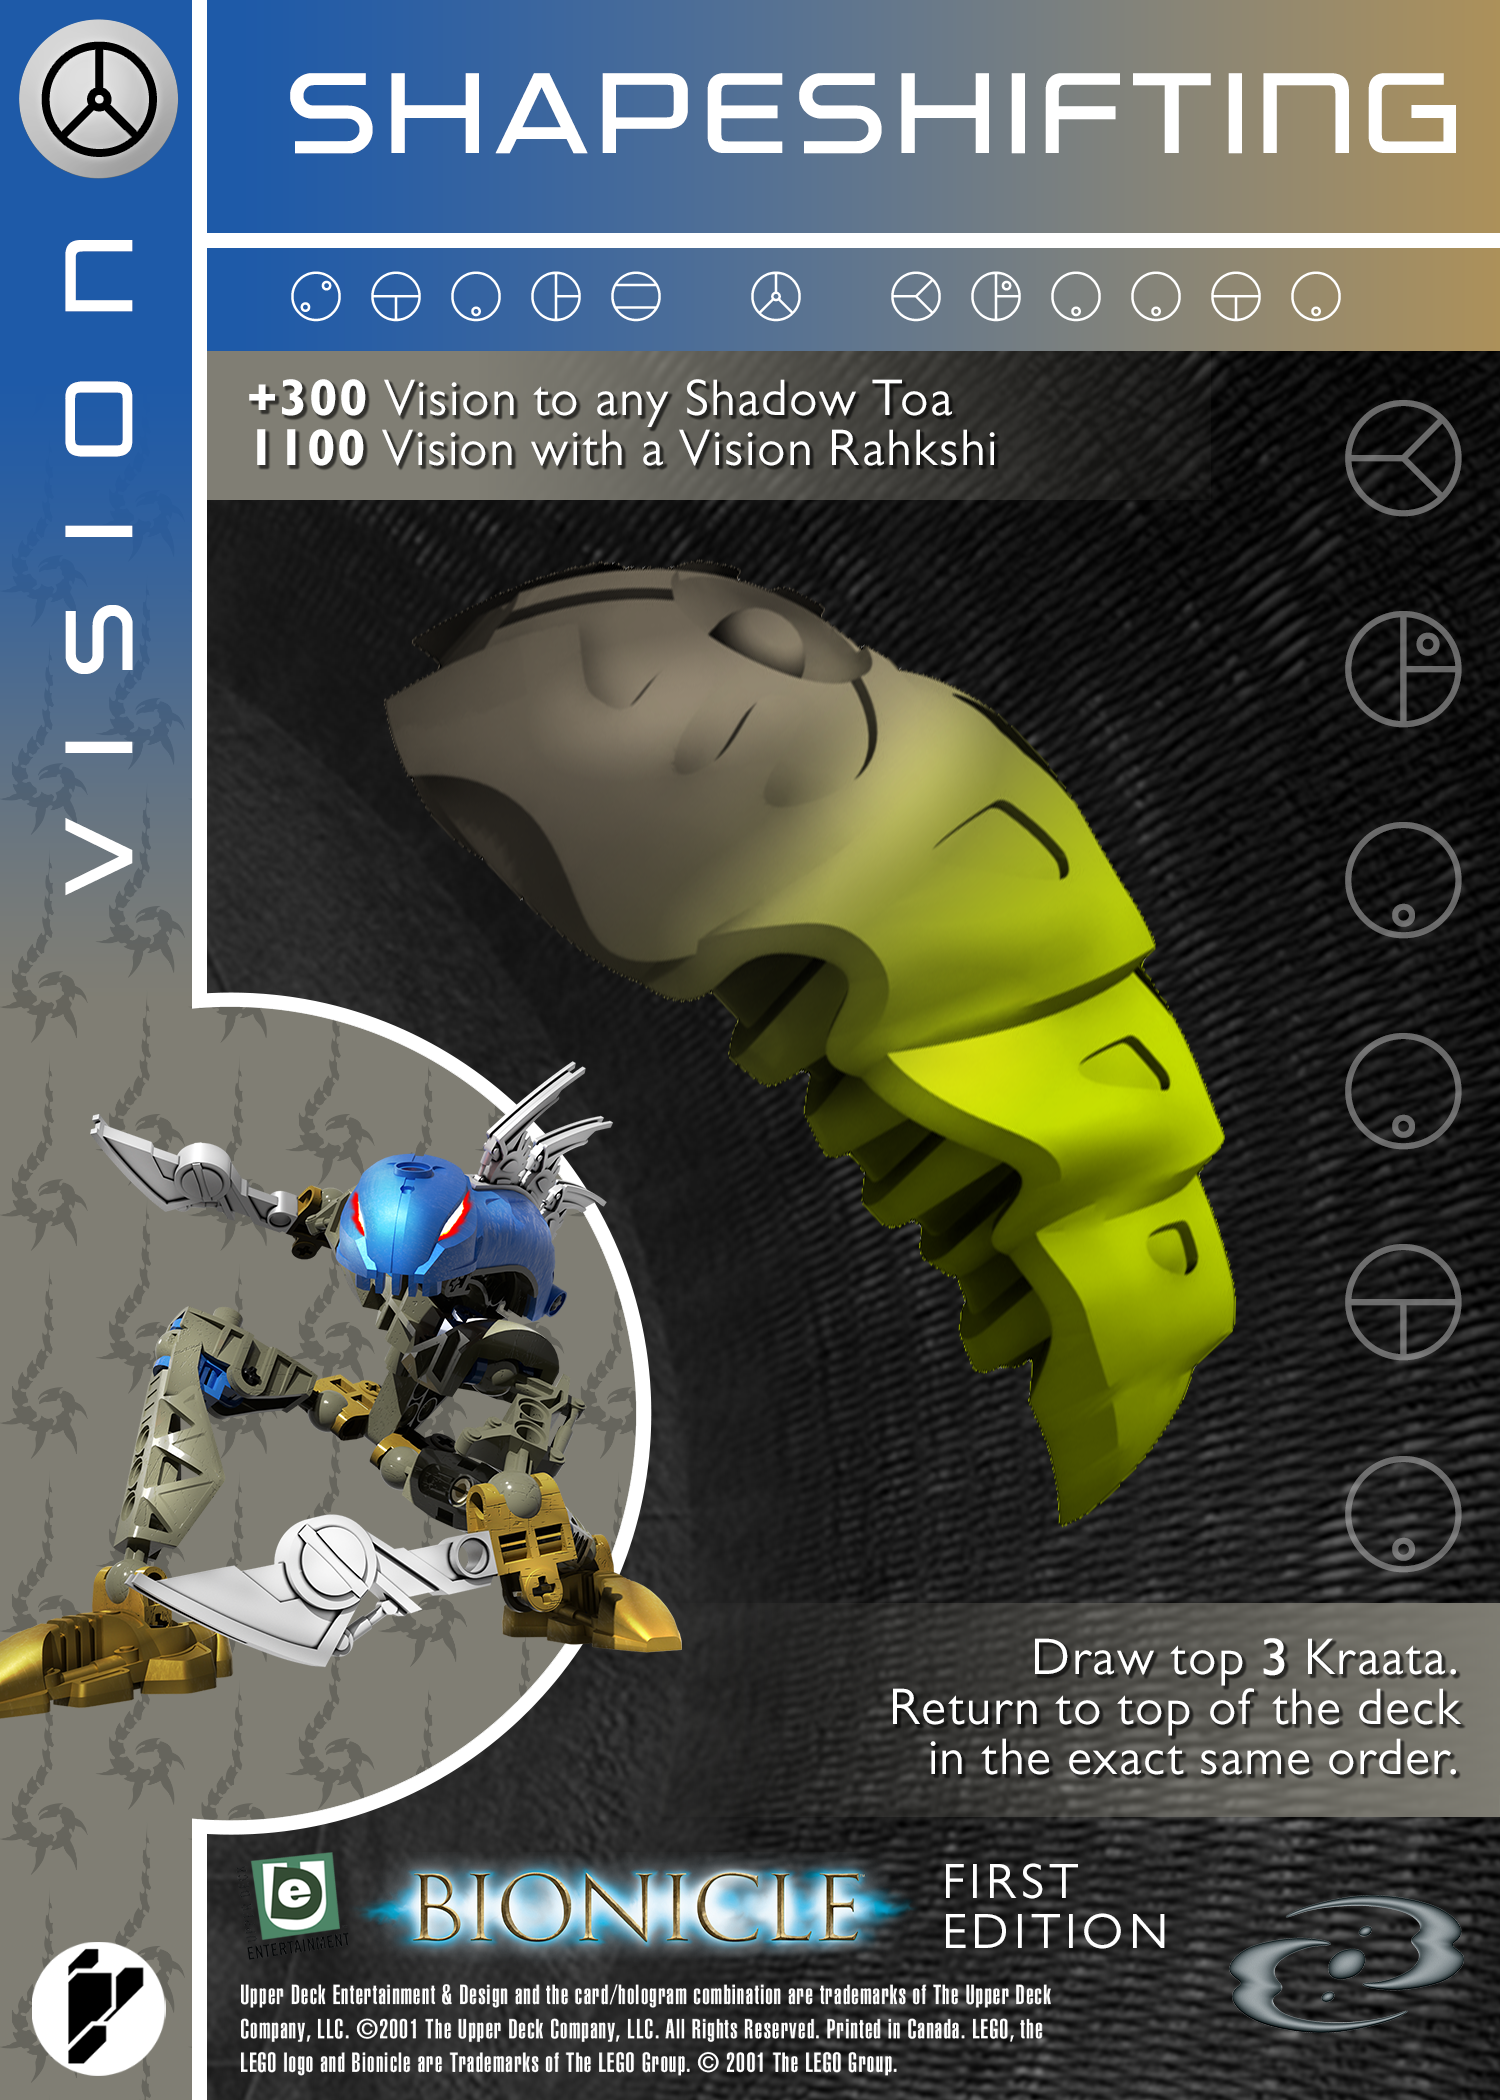 SHAPESHIFTING
VISION
+300 Vision to any Shadow Toa
1100 Vision with a Vision Rahkshi
Draw top 3 Kraata.
Return to top of the deck
in the exact same order.
e
ENTERTAINMENT
BIONICLE
FIRST
EDITION
Upper Deck Entertainment & Design and the card/hologram combination are trademarks of The Upper Deck
Company, LLC. ©2001 The Upper Deck Company, LLC. All Rights Reserved. Printed in Canada. LEGO, the
LEGO logo and Bionicle are Trademarks of The LEGO Group. © 2001 The LEGO Group.